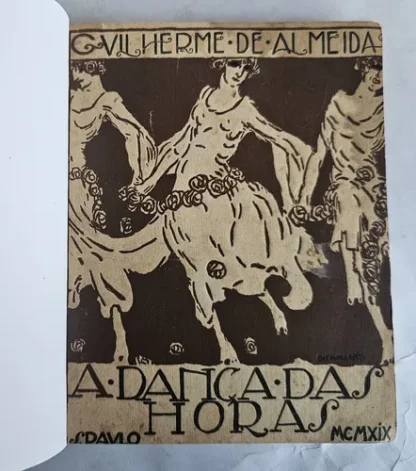 GVILHERME·DE·ALMEIDA
A·DANÇA·DAS
HORAS
S.PAVLO MCMXIX